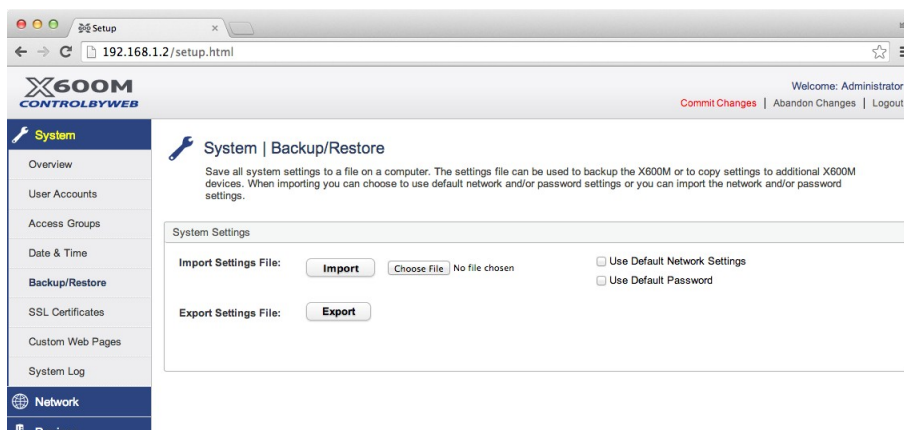 Setup
192.168.1.2/setup.html
X600M
CONTROLBYWEB
Welcome: Administrator
Commit Changes | Abandon Changes | Logout
System
Overview
User Accounts
Access Groups
Date & Time
Backup/Restore
SSL Certificates
Custom Web Pages
System Log
Network
System | Backup/Restore
Save all system settings to a file on a computer. The settings file can be used to backup the X600M or to copy settings to additional X600M
devices. When importing you can choose to use default network and/or password settings or you can import the network and/or password
settings.
System Settings
Import Settings File: Import Choose File No file chosen
Use Default Network Settings
Use Default Password
Export Settings File: Export